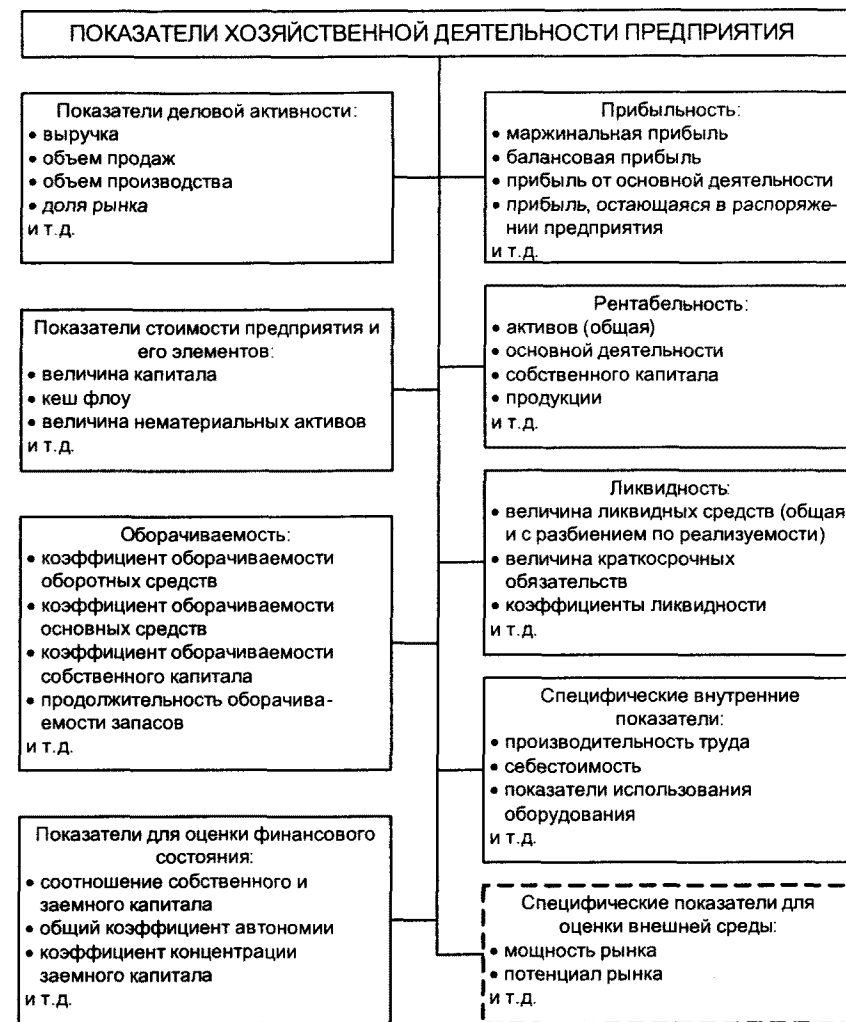 ПОКАЗАТЕЛИ ХОЗЯЙСТВЕННОЙ ДЕЯТЕЛЬНОСТИ ПРЕДПРИЯТИЯ
Показатели деловой активности:
• выручка
• объем продаж
• объем производства
• доля рынка
и т.д.
Показатели стоимости предприятия и
его элементов:
• величина капитала
• кеш флоу
• величина нематериальных активов
и т.д.
Оборачиваемость:
• коэффициент оборачиваемости
оборотных средств
• коэффициент оборачиваемости
основных средств
• коэффициент оборачиваемости
собственного капитала
• продолжительность оборачива-
емости запасов
и т.д.
Показатели для оценки финансового
состояния:
• соотношение собственного и
заемного капитала
• общий коэффициент автономии
• коэффициент концентрации
заемного капитала
и т.д.
Прибыльность:
• маржинальная прибыль
• балансовая прибыль
• прибыль от основной деятельности
• прибыль, остающаяся в распоряже-
нии предприятия
и т.д.
Рентабельность:
• активов (общая)
• основной деятельности
• собственного капитала
• продукции
и т.д.
Ликвидность:
• величина ликвидных средств (общая
и с разбиением по реализуемости)
• величина краткосрочных
обязательств
• коэффициенты ликвидности
и т.д.
Специфические внутренние
показатели:
• производительность труда
• себестоимость
• показатели использования
оборудования
и т.д.
Специфические показатели для
оценки внешней среды:
• мощность рынка
• потенциал рынка
и т.д.